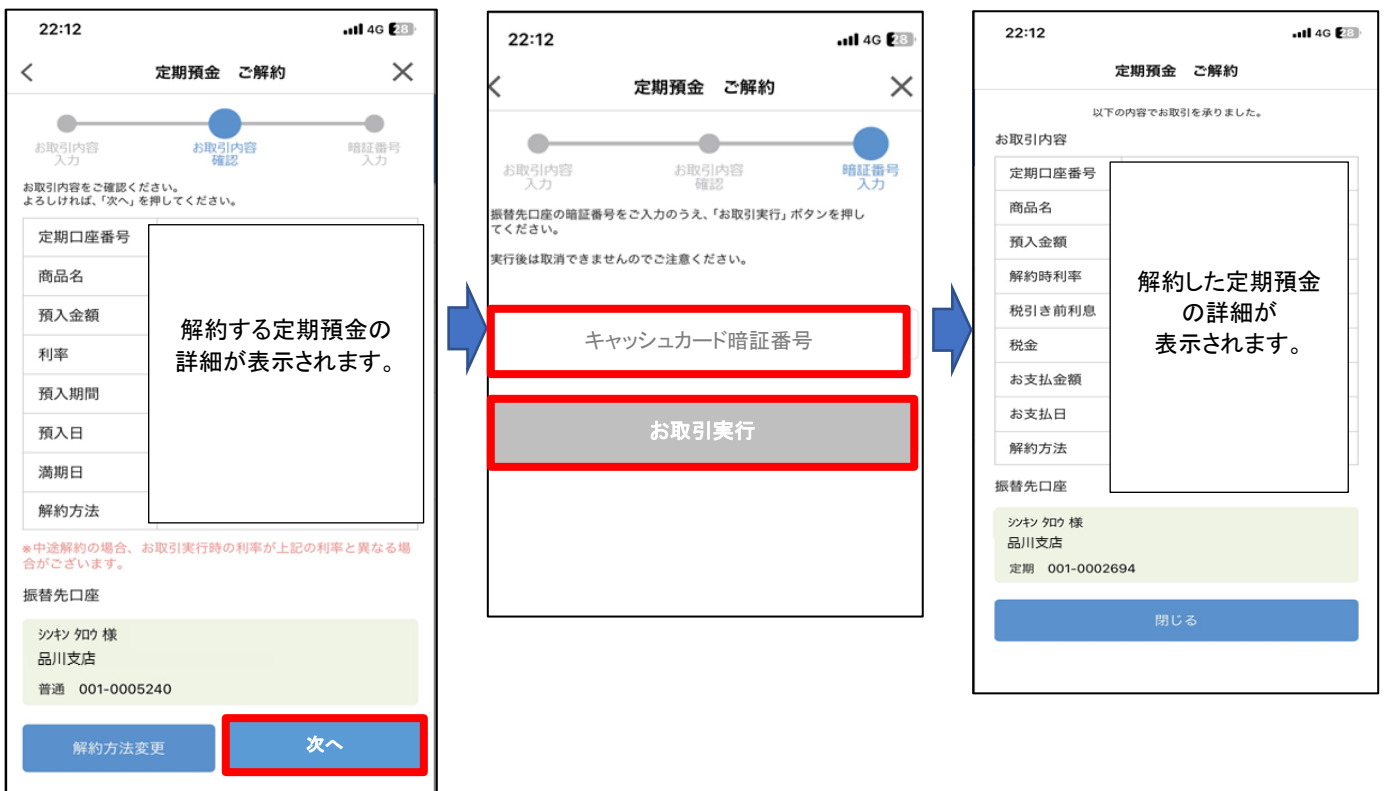 22:12
4G 28
定期預金　ご解約
お取引内容
入力
お取引内容
確認
暗証番号
入力
お取引内容をご確認ください。
よろしければ、「次へ」を押してください。
定期口座番号
商品名
預入金額
利率
預入期間
預入日
満期日
解約方法
解約する定期預金の
詳細が表示されます。
※中途解約の場合、お取引実行時の利率が上記の利率と異なる場
合がございます。
振替先口座
ｼﾝｷﾝ ﾀﾛｳ 様
品川支店
普通　001-0005240
解約方法変更
次へ
22:12
4G 28
定期預金　ご解約
お取引内容
入力
お取引内容
確認
暗証番号
入力
振替先口座の暗証番号をご入力のうえ、「お取引実行」ボタンを押し
てください。
実行後は取消できませんのでご注意ください。
キャッシュカード暗証番号
お取引実行
22:12
4G 28
定期預金　ご解約
以下の内容でお取引を承りました。
お取引内容
定期口座番号
商品名
預入金額
解約時利率
税引き前利息
税金
お支払金額
お支払日
解約方法
解約した定期預金
の詳細が
表示されます。
振替先口座
ｼﾝｷﾝ ﾀﾛｳ 様
品川支店
定期　001-0002694
閉じる